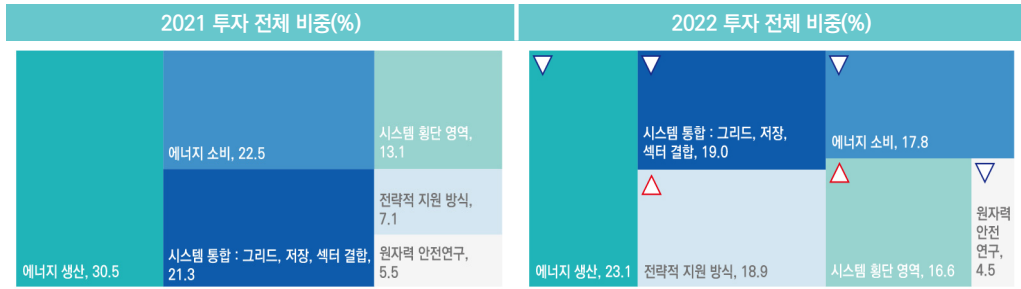 2021 투자 전체 비중(%)
에너지 생산, 30.5
에너지 소비, 22.5
시스템 통합 : 그리드, 저장, 섹터 결합,
21.3
시스템 횡단 영역,
13.1
전략적 지원 방식,
7.1
원자력 안전연구,
5.5
2022 투자 전체 비중(%)
에너지 생산, 23.1
시스템 통합 : 그리드, 저장,
섹터 결합, 19.0
전략적 지원 방식, 18.9
에너지 소비, 17.8
시스템 횡단 영역, 16.6
원자력
안전
연구,
4.5